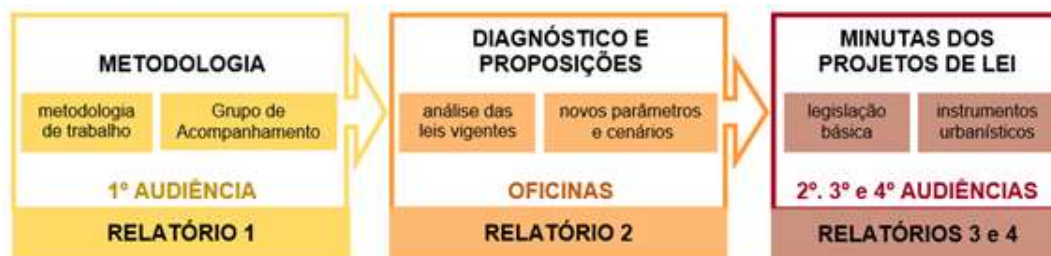 METODOLOGIA
metodologia
de trabalho
Grupo de
Acompanhamento
1º AUDIÊNCIA
RELATÓRIO 1
DIAGNÓSTICO E
PROPOSIÇÕES
análise das
leis vigentes
novos parâmetros
e cenários
OFICINAS
RELATÓRIO 2
MINUTAS DOS
PROJETOS DE LEI
legislação
básica
instrumentos
urbanísticos
2º. 3º e 4º AUDIÊNCIAS
RELATÓRIOS 3 e 4